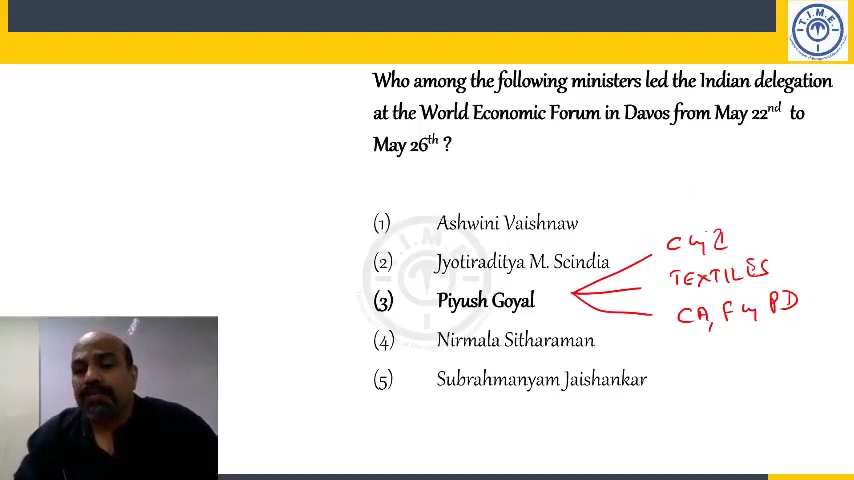 T.I.M.E.
Who among the following ministers led the Indian delegation
at the World Economic Forum in Davos from May 22nd to
May 26th ?
(1) Ashwini Vaishnaw
(2) Jyotiraditya M. Scindia
(3) Piyush Goyal
(4) Nirmala Sitharaman
(5) Subrahmanyam Jaishankar
C & I
TEXTILES
CA, F & PD